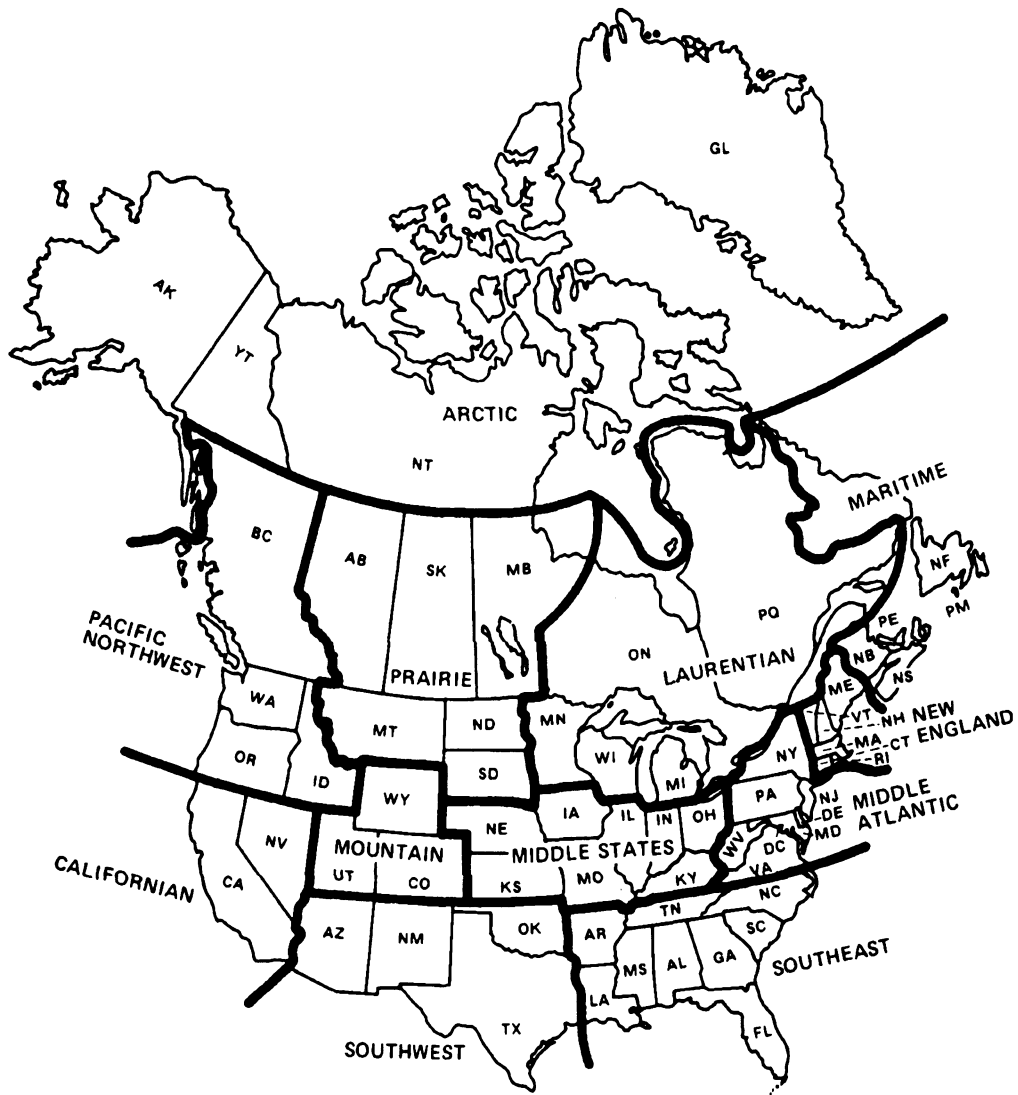 GL
AK
YT
ARCTIC
NT
MARITIME
BC
AB
SK
MB
NF
PM
PQ
PE
PACIFIC
NORTHWEST
ON
LAURENTIAN
NB
NS
PRAIRIE
ME
WA
MT
ND
MN
VT
NH
NEW
ENGLAND
MA
CT
RI
OR
ID
SD
WI
MI
NY
WY
IA
IL
IN
OH
PA
NJ
DE
MD
MIDDLE
ATLANTIC
NV
NE
WV
DC
VA
MOUNTAIN
MIDDLE STATES
CALIFORNIAN
CA
UT
CO
KS
MO
KY
NC
TN
AZ
NM
OK
AR
SC
MS
AL
GA
SOUTHEAST
LA
TX
FL
SOUTHWEST